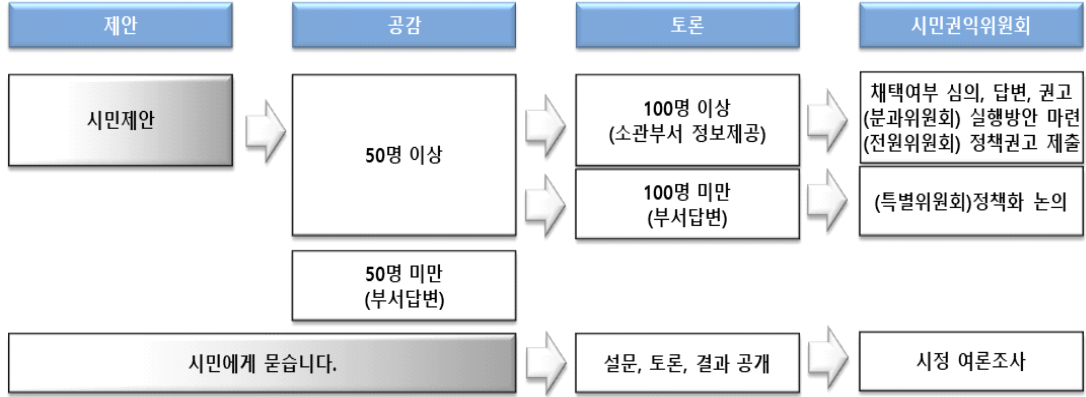 제안
공감
토론
시민권익위원회
시민제안
50명 이상
100명 이상
(소관부서 정보제공)
채택여부 심의, 답변, 권고
(분과위원회) 실행방안 마련
(전원위원회) 정책권고 제출
100명 미만
(부서답변)
(특별위원회)정책화 논의
50명 미만
(부서답변)
시민에게 묻습니다.
설문, 토론, 결과 공개
시정 여론조사